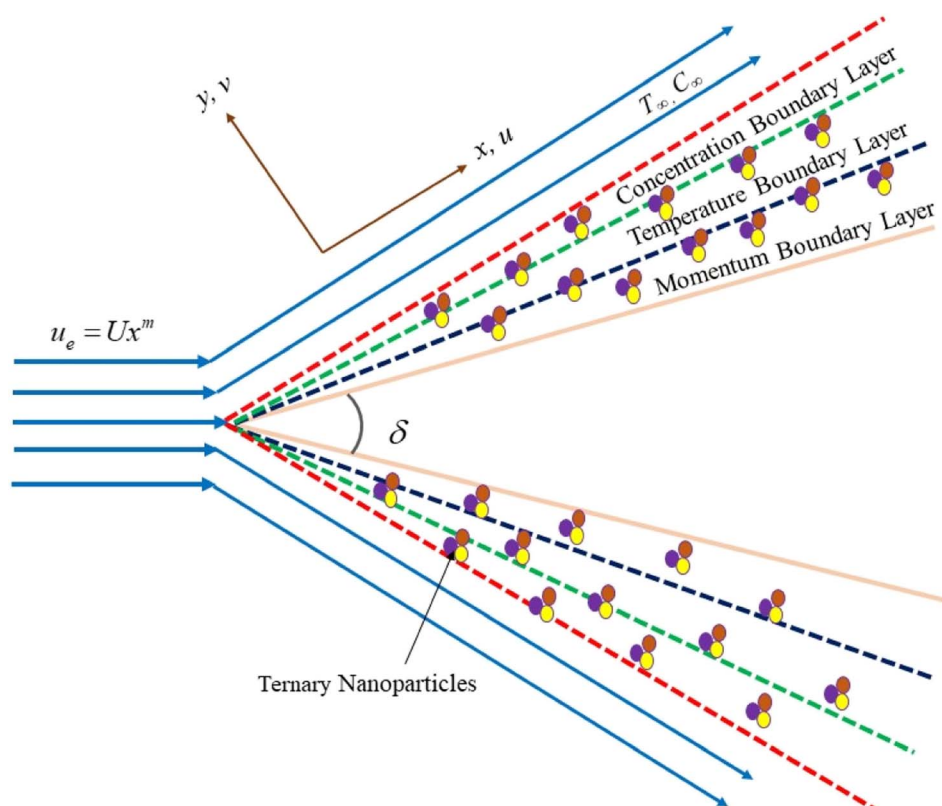 y, v
x, u
T∞, C∞
Concentration Boundary Layer
Temperature Boundary Layer
Momentum Boundary Layer
u_e = Ux^m
δ
Ternary Nanoparticles